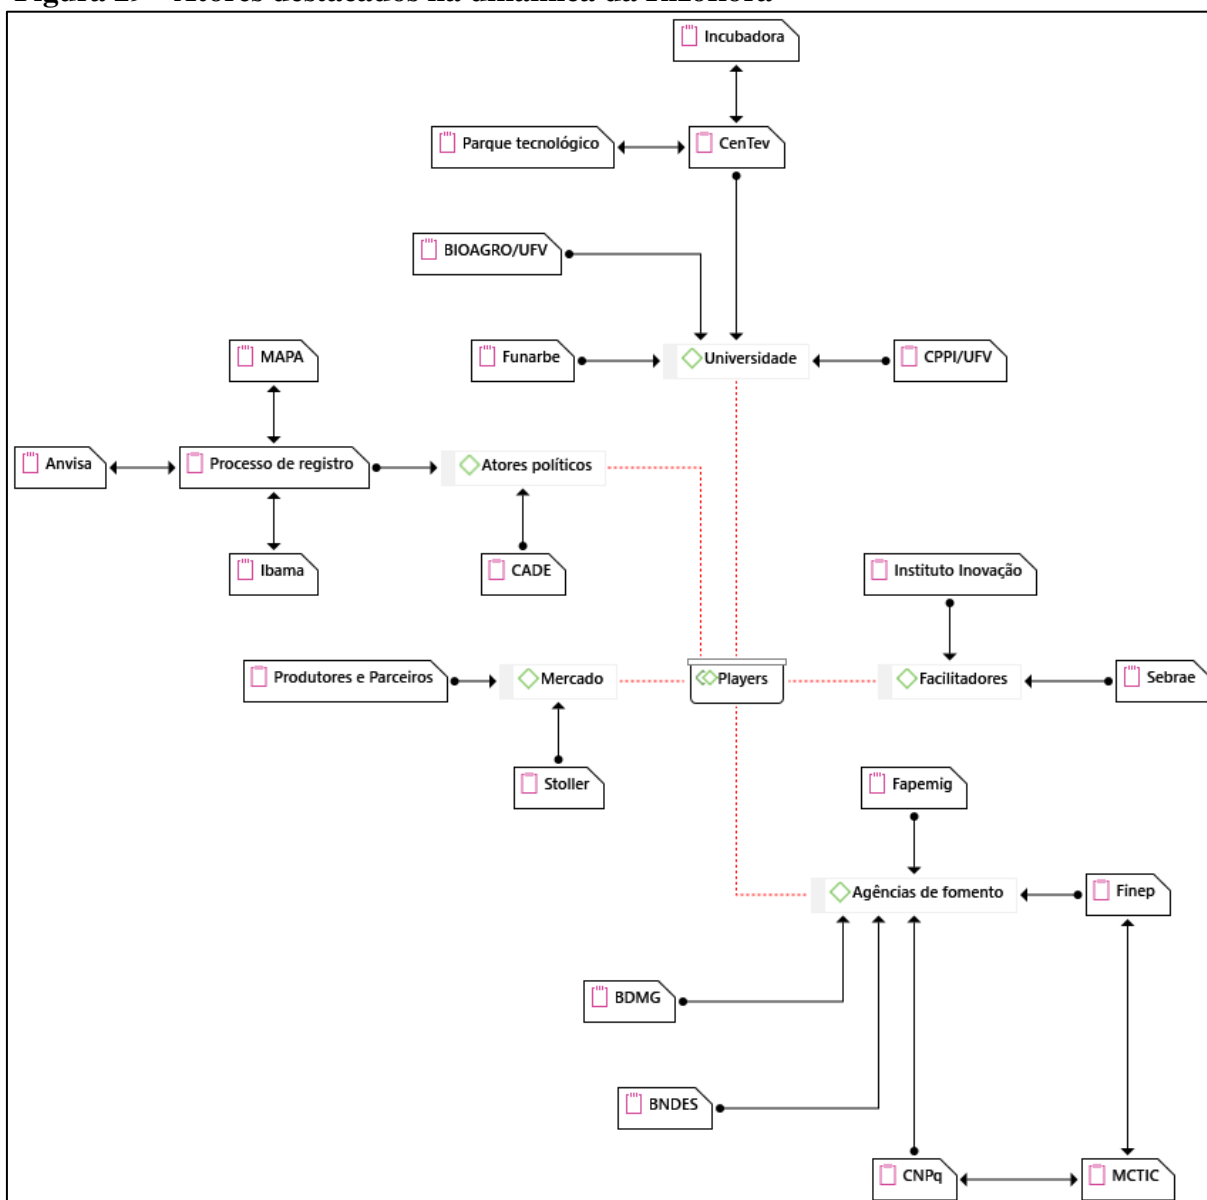 Incubadora
Parque tecnológico
CenTev
BIOAGRO/UFV
MAPA
Funarbe
Universidade
CPPI/UFV
Anvisa
Processo de registro
Atores políticos
Ibama
CADE
Instituto Inovação
Produtores e Parceiros
Mercado
Players
Facilitadores
Sebrae
Stoller
Fapemig
Agências de fomento
Finep
BDMG
BNDES
CNPq
MCTIC